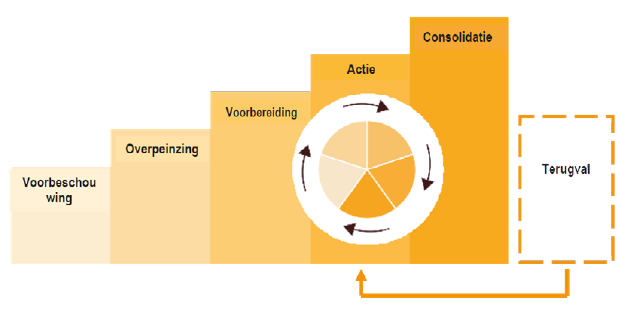 Voorbeschou
wing
Overpeinzing
Voorbereiding
Actie
Consolidatie
Terugval